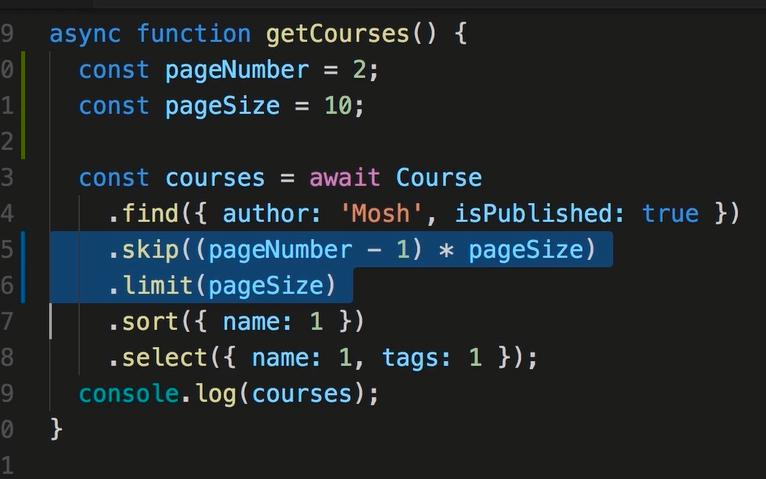 9 async function getCourses() {
0   const pageNumber = 2;
1   const pageSize = 10;
2
3   const courses = await Course
4     .find({ author: 'Mosh', isPublished: true })
5     .skip((pageNumber - 1) * pageSize)
6     .limit(pageSize)
7     .sort({ name: 1 })
8     .select({ name: 1, tags: 1 });
9   console.log(courses);
0 }
1